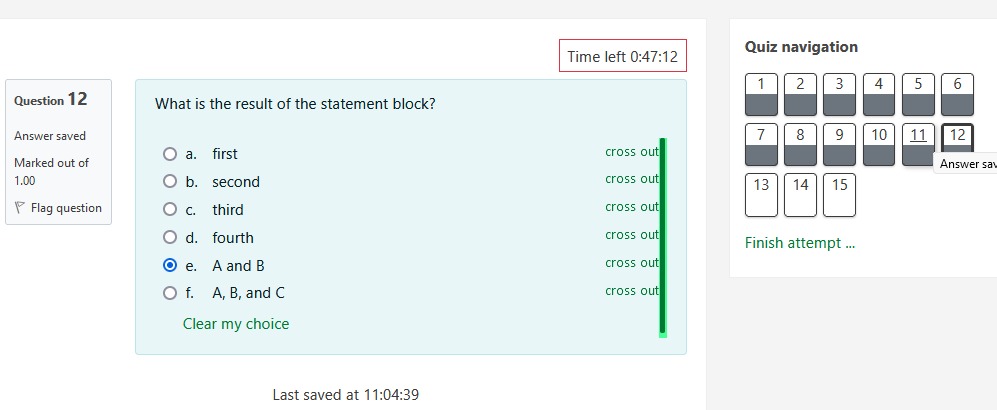 Time left 0:47:12
Question 12
Answer saved
Marked out of
1.00
Flag question
What is the result of the statement block?
a. first cross out
b. second cross out
c. third cross out
d. fourth cross out
e. A and B cross out
f. A, B, and C cross out
Clear my choice
Last saved at 11:04:39
Quiz navigation
1 2 3 4 5 6
7 8 9 10 11 12
Answer sav
13 14 15
Finish attempt ...